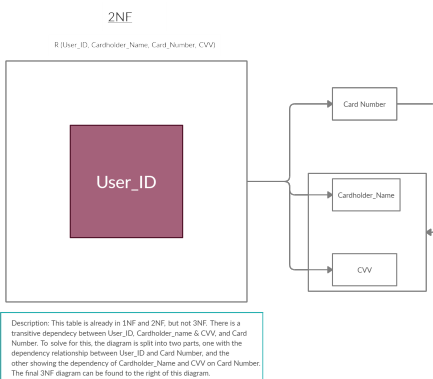 2NF
R (User_ID, Cardholder_Name, Card_Number, CVV)
User_ID
Card Number
Cardholder_Name
CVV
Description: This table is already in 1NF and 2NF, but not 3NF. There is a
transitive dependecy between User_ID, Cardholder_name & CVV, and Card
Number. To solve for this, the diagram is split into two parts, one with the
dependency relationship between User_ID and Card Number, and the
other showing the dependency of Cardholder_Name and CVV on Card Number.
The final 3NF diagram can be found to the right of this diagram.